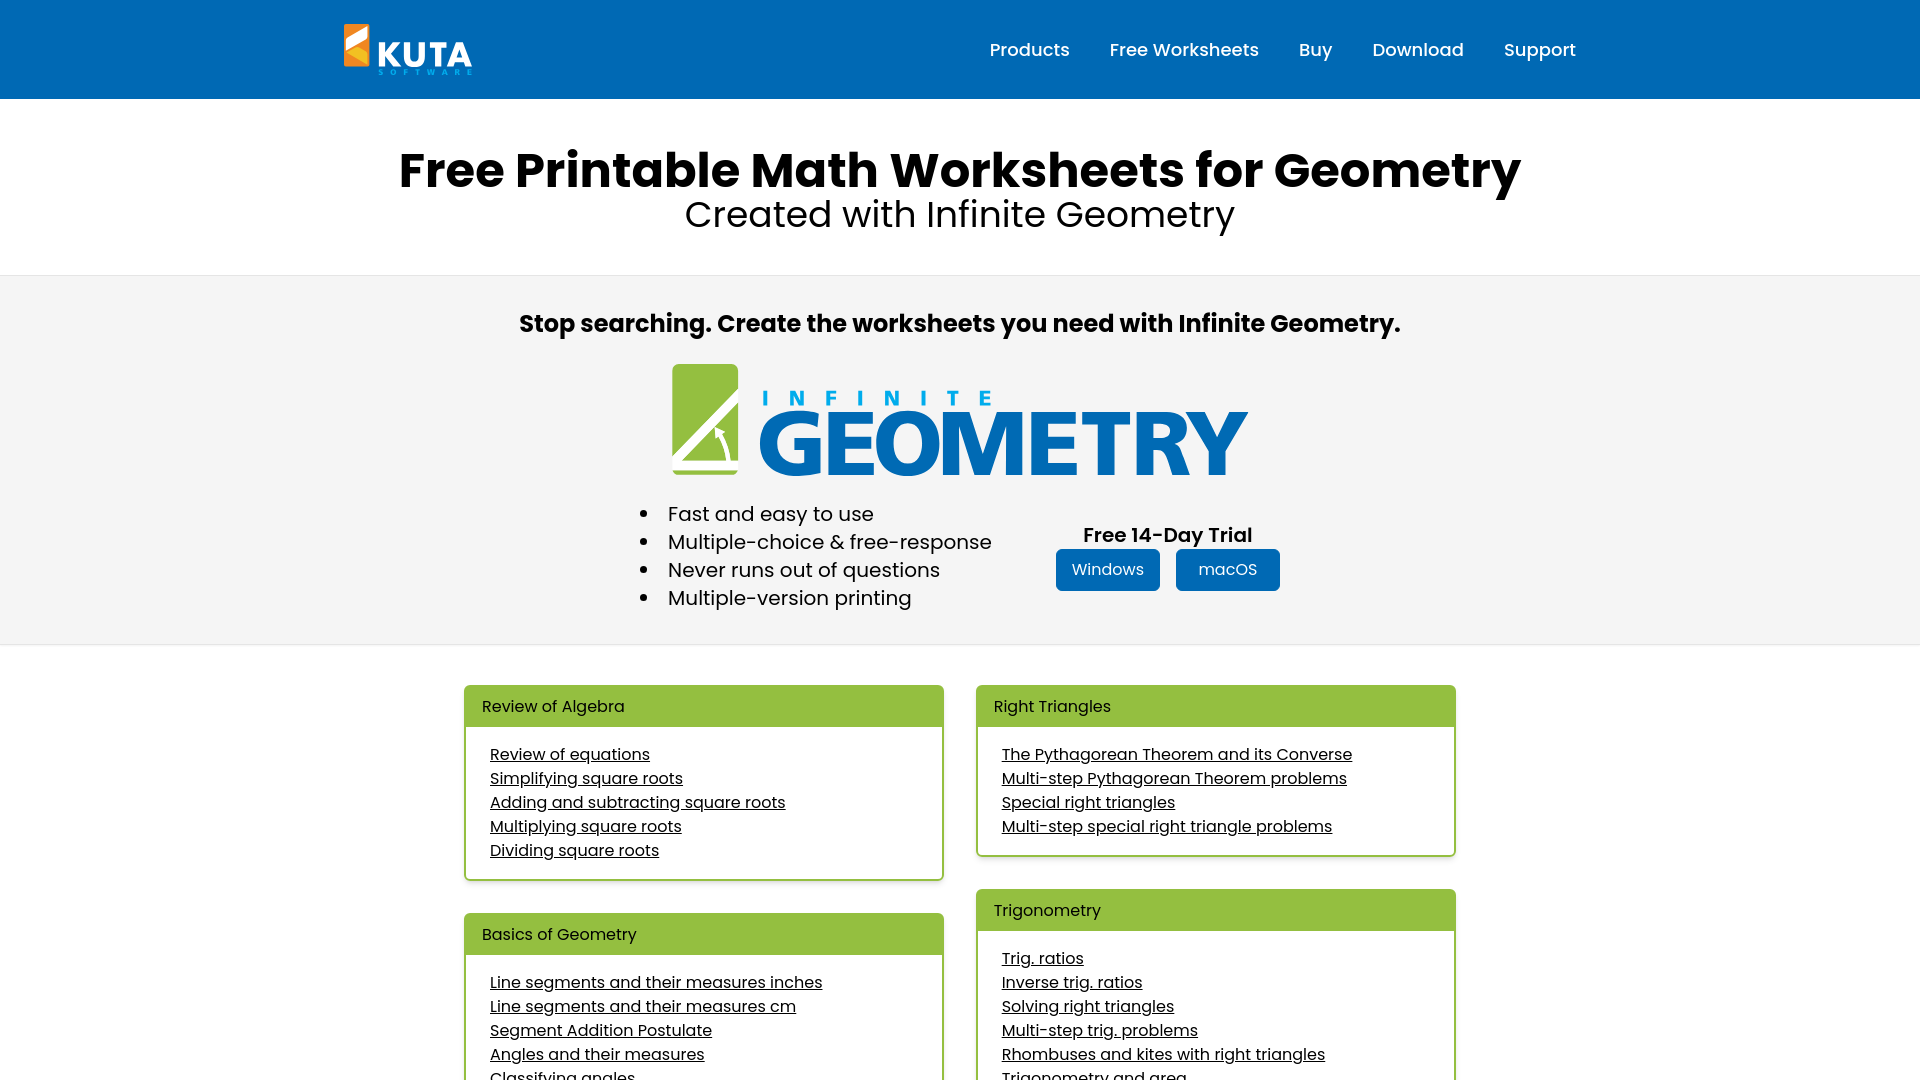 KUTA
SOFTWARE
Products
Free Worksheets
Buy
Download
Support
Free Printable Math Worksheets for Geometry
Created with Infinite Geometry
Stop searching. Create the worksheets you need with Infinite Geometry.
INFINITE
GEOMETRY
Fast and easy to use
Multiple-choice & free-response
Never runs out of questions
Multiple-version printing
Free 14-Day Trial
Windows
macOS
Review of Algebra
Review of equations
Simplifying square roots
Adding and subtracting square roots
Multiplying square roots
Dividing square roots
Basics of Geometry
Line segments and their measures inches
Line segments and their measures cm
Segment Addition Postulate
Angles and their measures
Classifying angles
Right Triangles
The Pythagorean Theorem and its Converse
Multi-step Pythagorean Theorem problems
Special right triangles
Multi-step special right triangle problems
Trigonometry
Trig. ratios
Inverse trig. ratios
Solving right triangles
Multi-step trig. problems
Rhombuses and kites with right triangles
Trigonometry and area